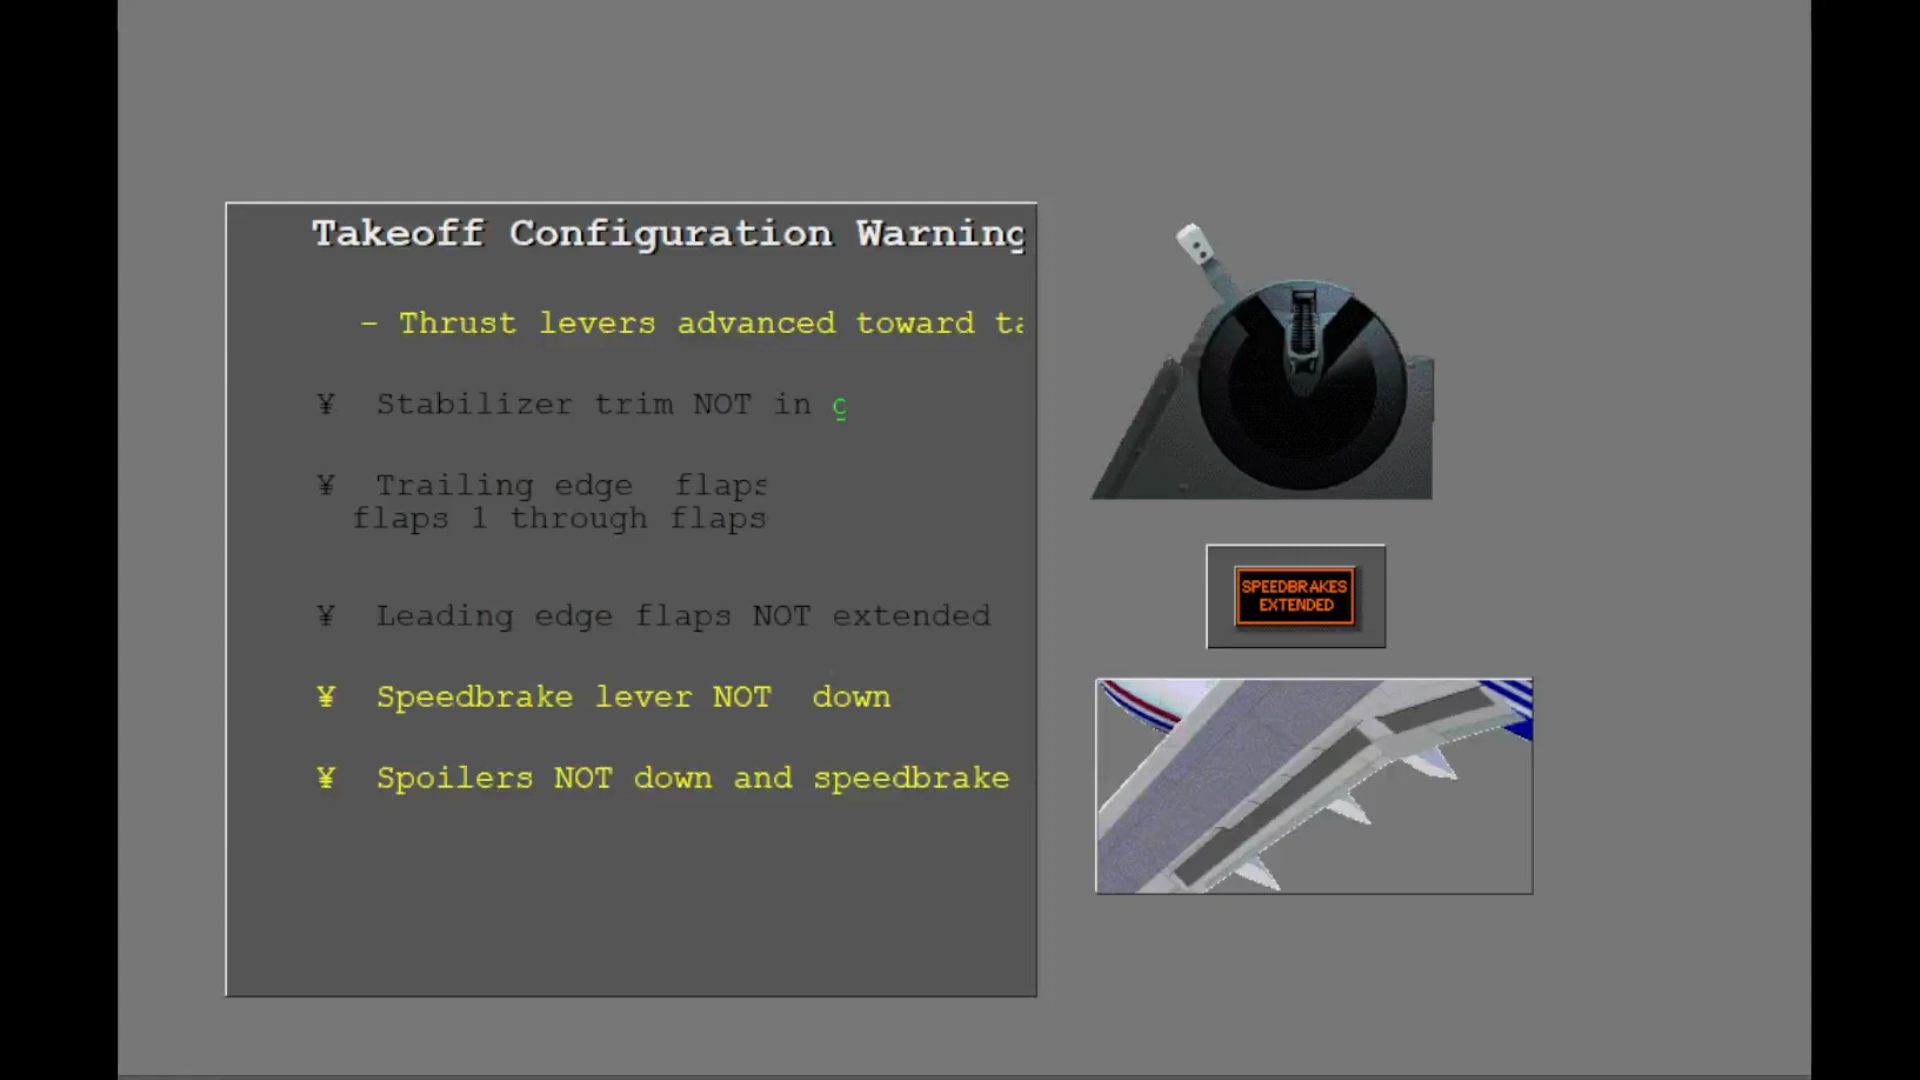 Takeoff Configuration Warning
- Thrust levers advanced toward ta
¥ Stabilizer trim NOT in g
¥ Trailing edge flaps
flaps 1 through flaps
¥ Leading edge flaps NOT extended
¥ Speedbrake lever NOT down
¥ Spoilers NOT down and speedbrake
SPEEDBRAKES
EXTENDED